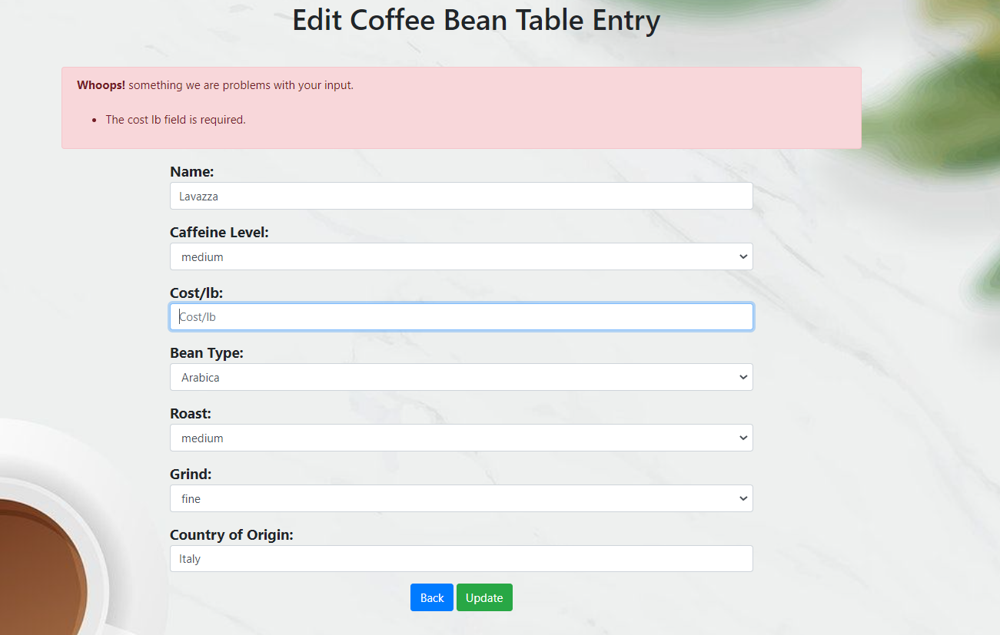 Edit Coffee Bean Table Entry
Whoops! something we are problems with your input.
• The cost lb field is required.
Name:
Lavazza
Caffeine Level:
medium
Cost/lb:
Cost/lb
Bean Type:
Arabica
Roast:
medium
Grind:
fine
Country of Origin:
Italy
Back Update